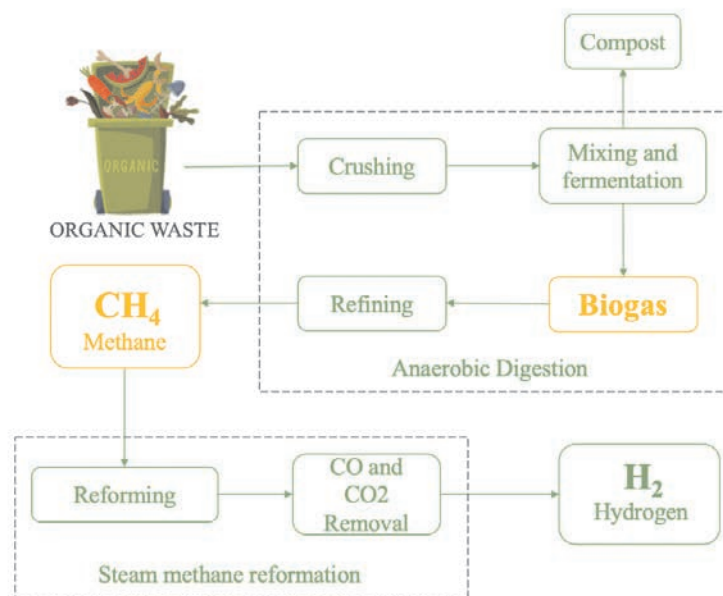 Compost
ORGANIC
Crushing
Mixing and
fermentation
ORGANIC WASTE
CH₄
Methane
Refining
Biogas
Anaerobic Digestion
Reforming
CO and
CO2
Removal
H₂
Hydrogen
Steam methane reformation